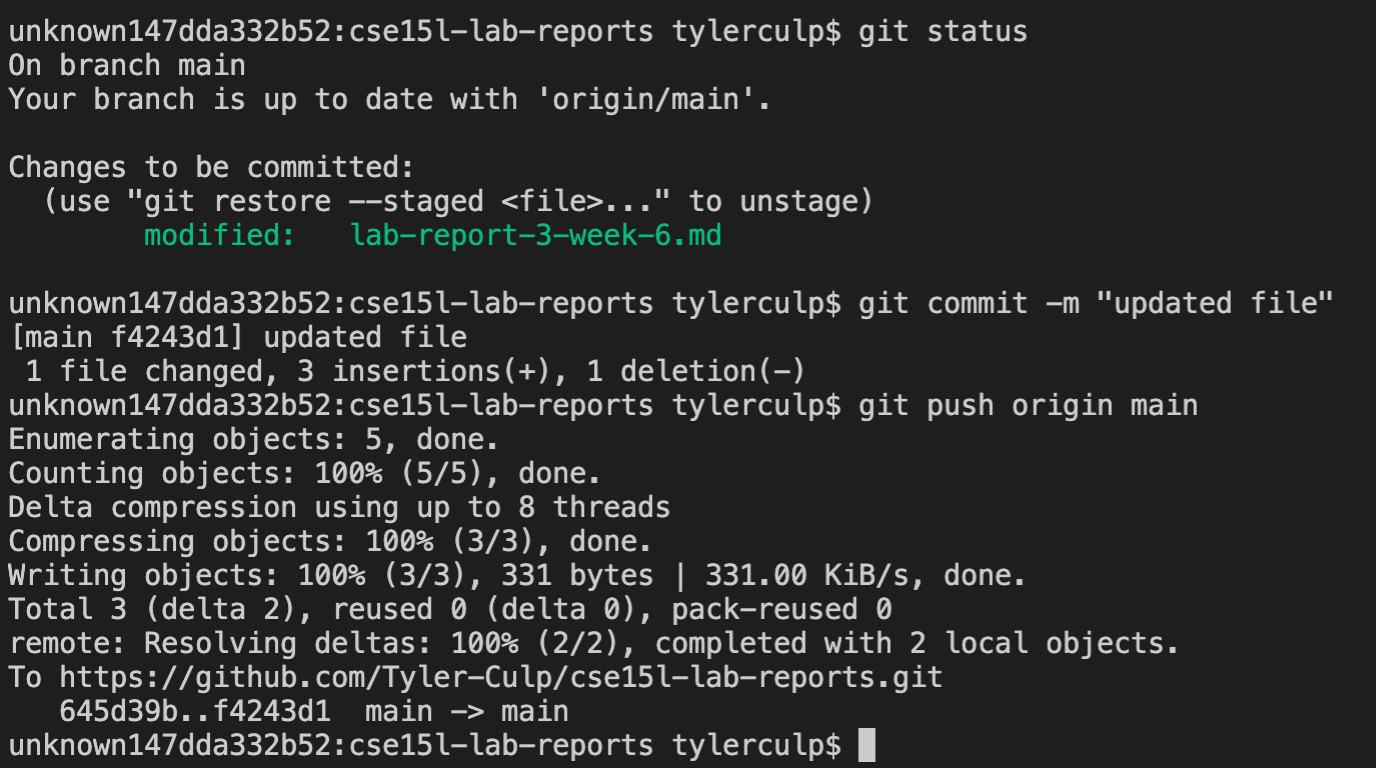 unknown147dda332b52:cse15l-lab-reports tylerculp$ git status
On branch main
Your branch is up to date with 'origin/main'.

Changes to be committed:
  (use "git restore --staged <file>..." to unstage)
        modified:   lab-report-3-week-6.md

unknown147dda332b52:cse15l-lab-reports tylerculp$ git commit -m "updated file"
[main f4243d1] updated file
 1 file changed, 3 insertions(+), 1 deletion(-)
unknown147dda332b52:cse15l-lab-reports tylerculp$ git push origin main
Enumerating objects: 5, done.
Counting objects: 100% (5/5), done.
Delta compression using up to 8 threads
Compressing objects: 100% (3/3), done.
Writing objects: 100% (3/3), 331 bytes | 331.00 KiB/s, done.
Total 3 (delta 2), reused 0 (delta 0), pack-reused 0
remote: Resolving deltas: 100% (2/2), completed with 2 local objects.
To https://github.com/Tyler-Culp/cse15l-lab-reports.git
   645d39b..f4243d1  main -> main
unknown147dda332b52:cse15l-lab-reports tylerculp$